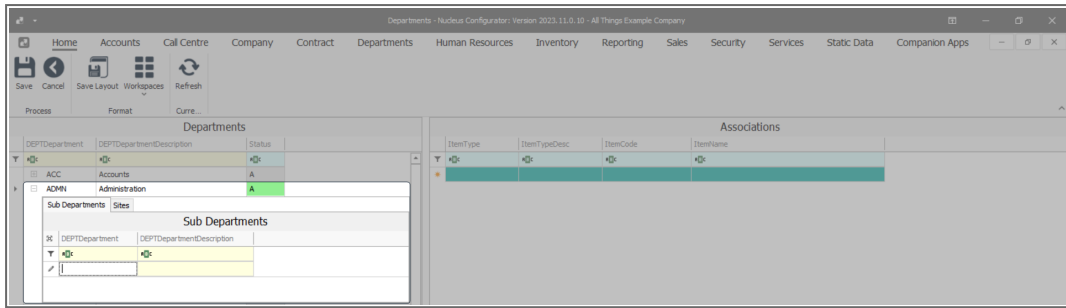 Departments - Nucleus Configurator: Version 2023.11.0.10 - All Things Example Company
Home Accounts Call Centre Company Contract Departments Human Resources Inventory Reporting Sales Security Services Static Data Companion Apps
Save Cancel Save Layout Workspaces Refresh
Process Format Curre...
Departments Associations
DEPTDepartment DEPTDepartmentDescription Status ItemType ItemTypeDesc ItemCode ItemName
ACC Accounts A
ADMN Administration A
Sub Departments Sites
Sub Departments
DEPTDepartment DEPTDepartmentDescription